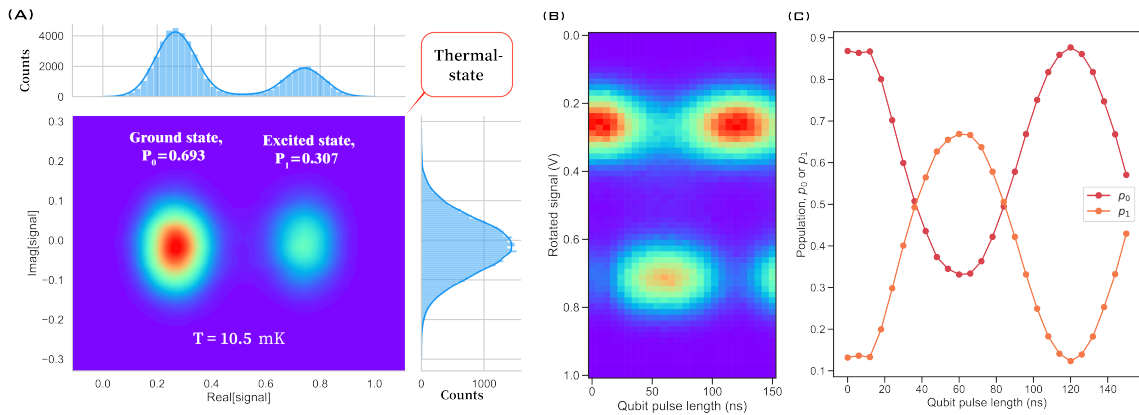 (A)
Counts
4000
2000
0
Thermal-
state
Imag[signal]
0.3
0.2
0.1
0.0
−0.1
−0.2
−0.3
Ground state,
P0=0.693
Excited state,
P1=0.307
T = 10.5 mK
0.0 0.2 0.4 0.6 0.8 1.0
Real[signal]
0 1000
Counts
(B)
Rotated signal (V)
0.0
0.2
0.4
0.6
0.8
1.0
0 50 100 150
Qubit pulse length (ns)
(C)
Population, p0 or p1
0.9
0.8
0.7
0.6
0.5
0.4
0.3
0.2
0.1
p0
p1
0 20 40 60 80 100 120 140
Qubit pulse length (ns)